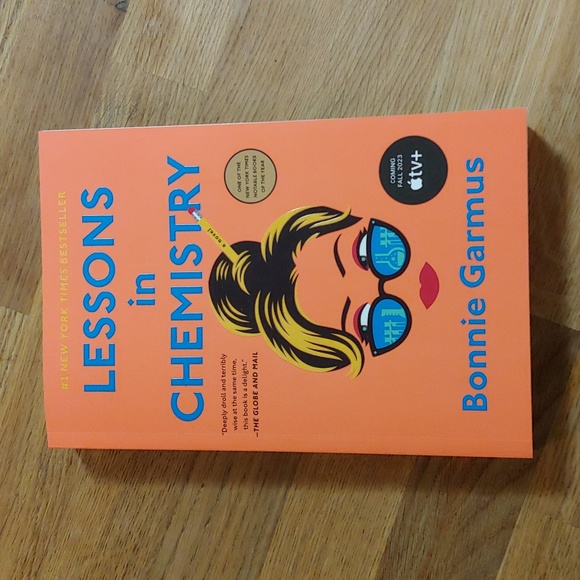 #1 NEW YORK TIMES BESTSELLER
LESSONS
in
CHEMISTRY
a novel
ONE OF THE
NEW YORK TIMES
NOTABLE BOOKS
OF THE YEAR
"Deeply droll and terribly
wise at the same time,
this book is a delight."
—THE GLOBE AND MAIL
COMING
FALL 2023
tv+
Bonnie Garmus